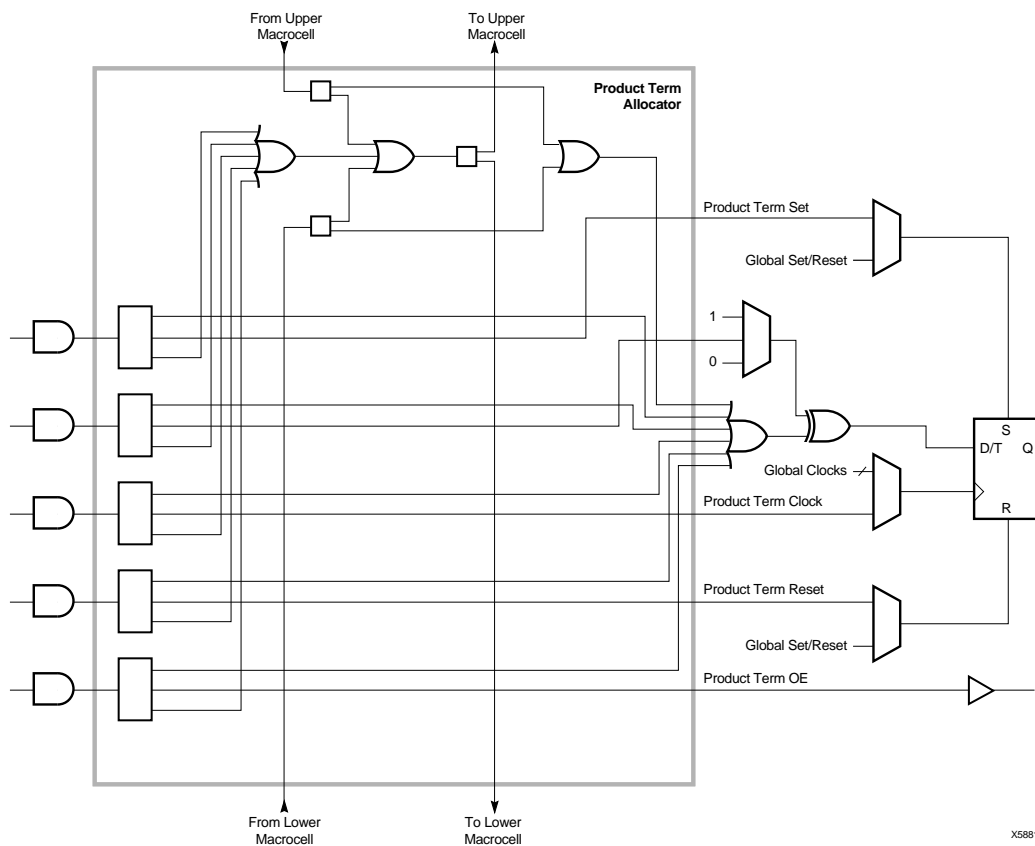 From Upper
Macrocell
To Upper
Macrocell
Product Term
Allocator
Product Term Set
Global Set/Reset
1
0
S
D/T Q
Global Clocks
Product Term Clock
R
Product Term Reset
Global Set/Reset
Product Term OE
From Lower
Macrocell
To Lower
Macrocell